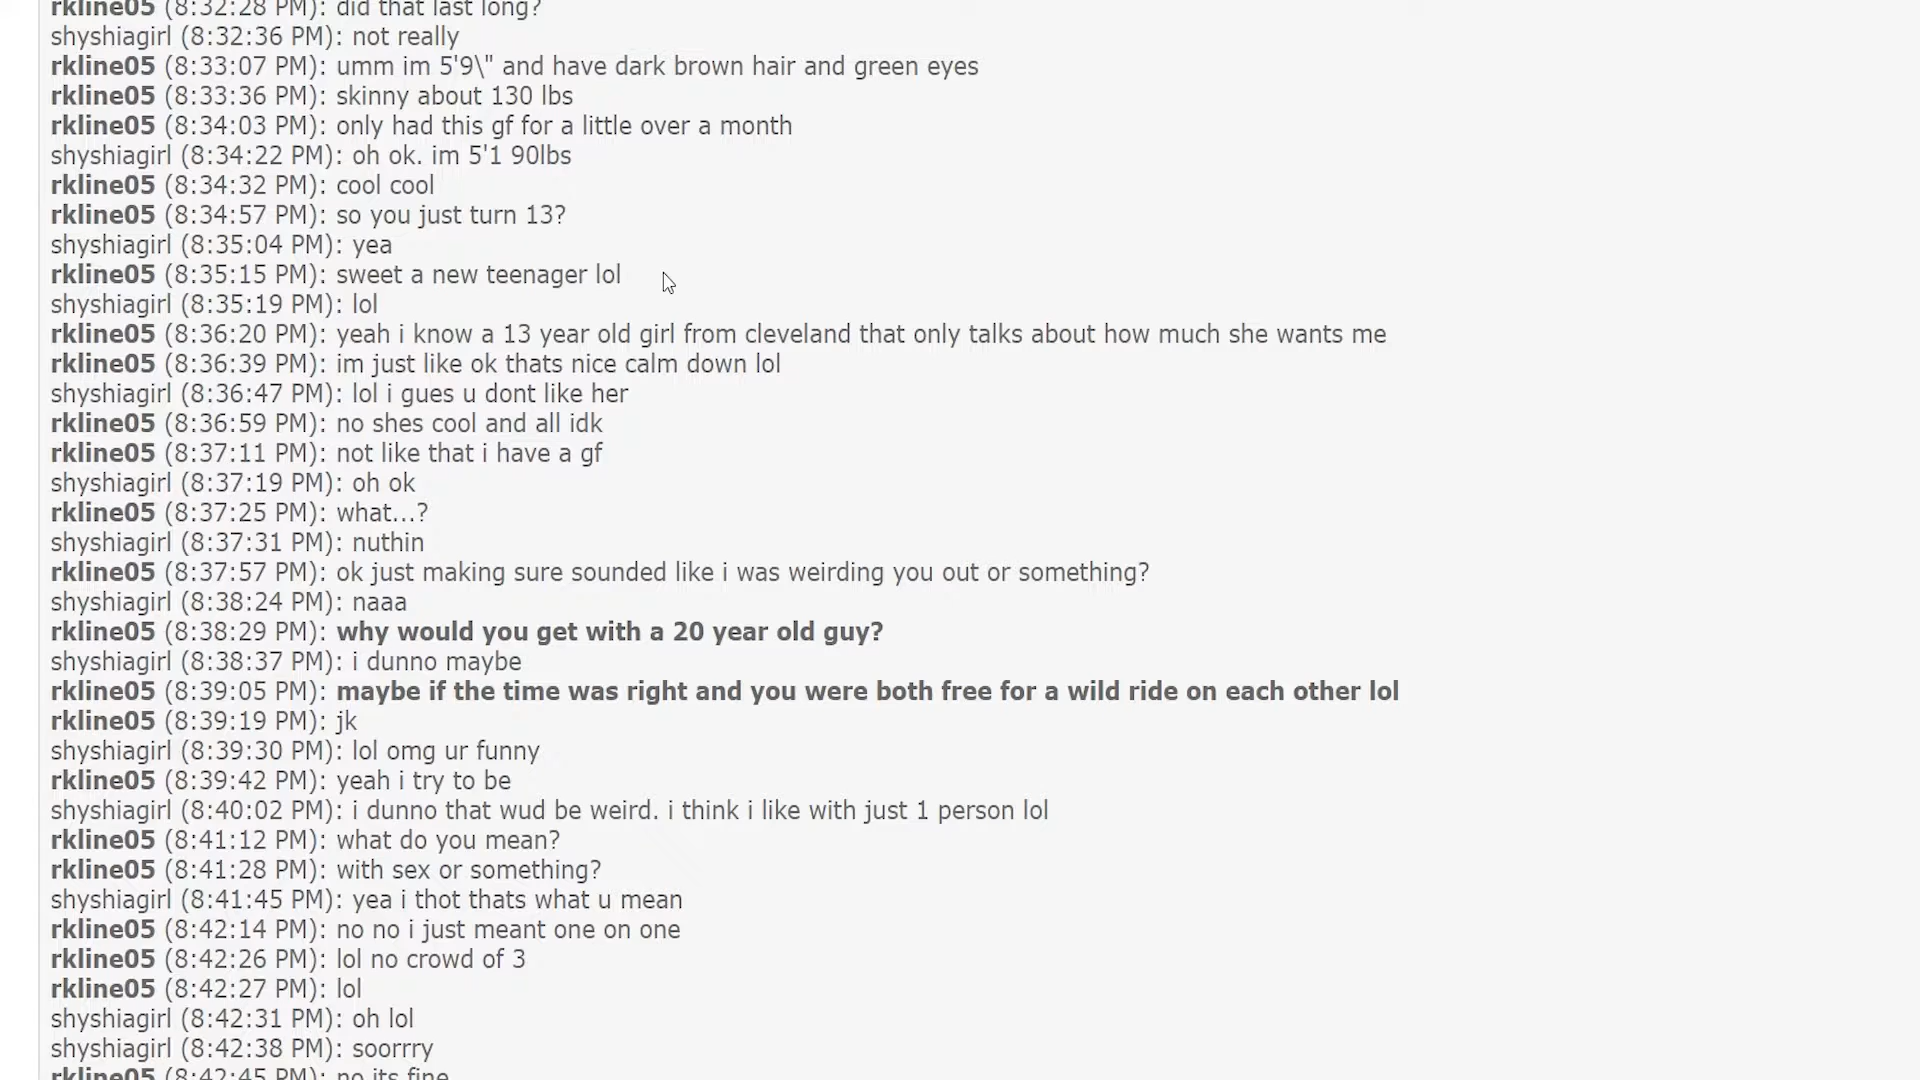 rkline05 (8:32:28 PM): did that last long?
shyshiagirl (8:32:36 PM): not really
rkline05 (8:33:07 PM): umm im 5'9\" and have dark brown hair and green eyes
rkline05 (8:33:36 PM): skinny about 130 lbs
rkline05 (8:34:03 PM): only had this gf for a little over a month
shyshiagirl (8:34:22 PM): oh ok. im 5'1 90lbs
rkline05 (8:34:32 PM): cool cool
rkline05 (8:34:57 PM): so you just turn 13?
shyshiagirl (8:35:04 PM): yea
rkline05 (8:35:15 PM): sweet a new teenager lol
shyshiagirl (8:35:19 PM): lol
rkline05 (8:36:20 PM): yeah i know a 13 year old girl from cleveland that only talks about how much she wants me
rkline05 (8:36:39 PM): im just like ok thats nice calm down lol
shyshiagirl (8:36:47 PM): lol i gues u dont like her
rkline05 (8:36:59 PM): no shes cool and all idk
rkline05 (8:37:11 PM): not like that i have a gf
shyshiagirl (8:37:19 PM): oh ok
rkline05 (8:37:25 PM): what...?
shyshiagirl (8:37:31 PM): nuthin
rkline05 (8:37:57 PM): ok just making sure sounded like i was weirding you out or something?
shyshiagirl (8:38:24 PM): naaa
rkline05 (8:38:29 PM): why would you get with a 20 year old guy?
shyshiagirl (8:38:37 PM): i dunno maybe
rkline05 (8:39:05 PM): maybe if the time was right and you were both free for a wild ride on each other lol
rkline05 (8:39:19 PM): jk
shyshiagirl (8:39:30 PM): lol omg ur funny
rkline05 (8:39:42 PM): yeah i try to be
shyshiagirl (8:40:02 PM): i dunno that wud be weird. i think i like with just 1 person lol
rkline05 (8:41:12 PM): what do you mean?
rkline05 (8:41:28 PM): with sex or something?
shyshiagirl (8:41:45 PM): yea i thot thats what u mean
rkline05 (8:42:14 PM): no no i just meant one on one
rkline05 (8:42:26 PM): lol no crowd of 3
rkline05 (8:42:27 PM): lol
shyshiagirl (8:42:31 PM): oh lol
shyshiagirl (8:42:38 PM): soorrry
rkline05 (8:42:45 PM): no its fine